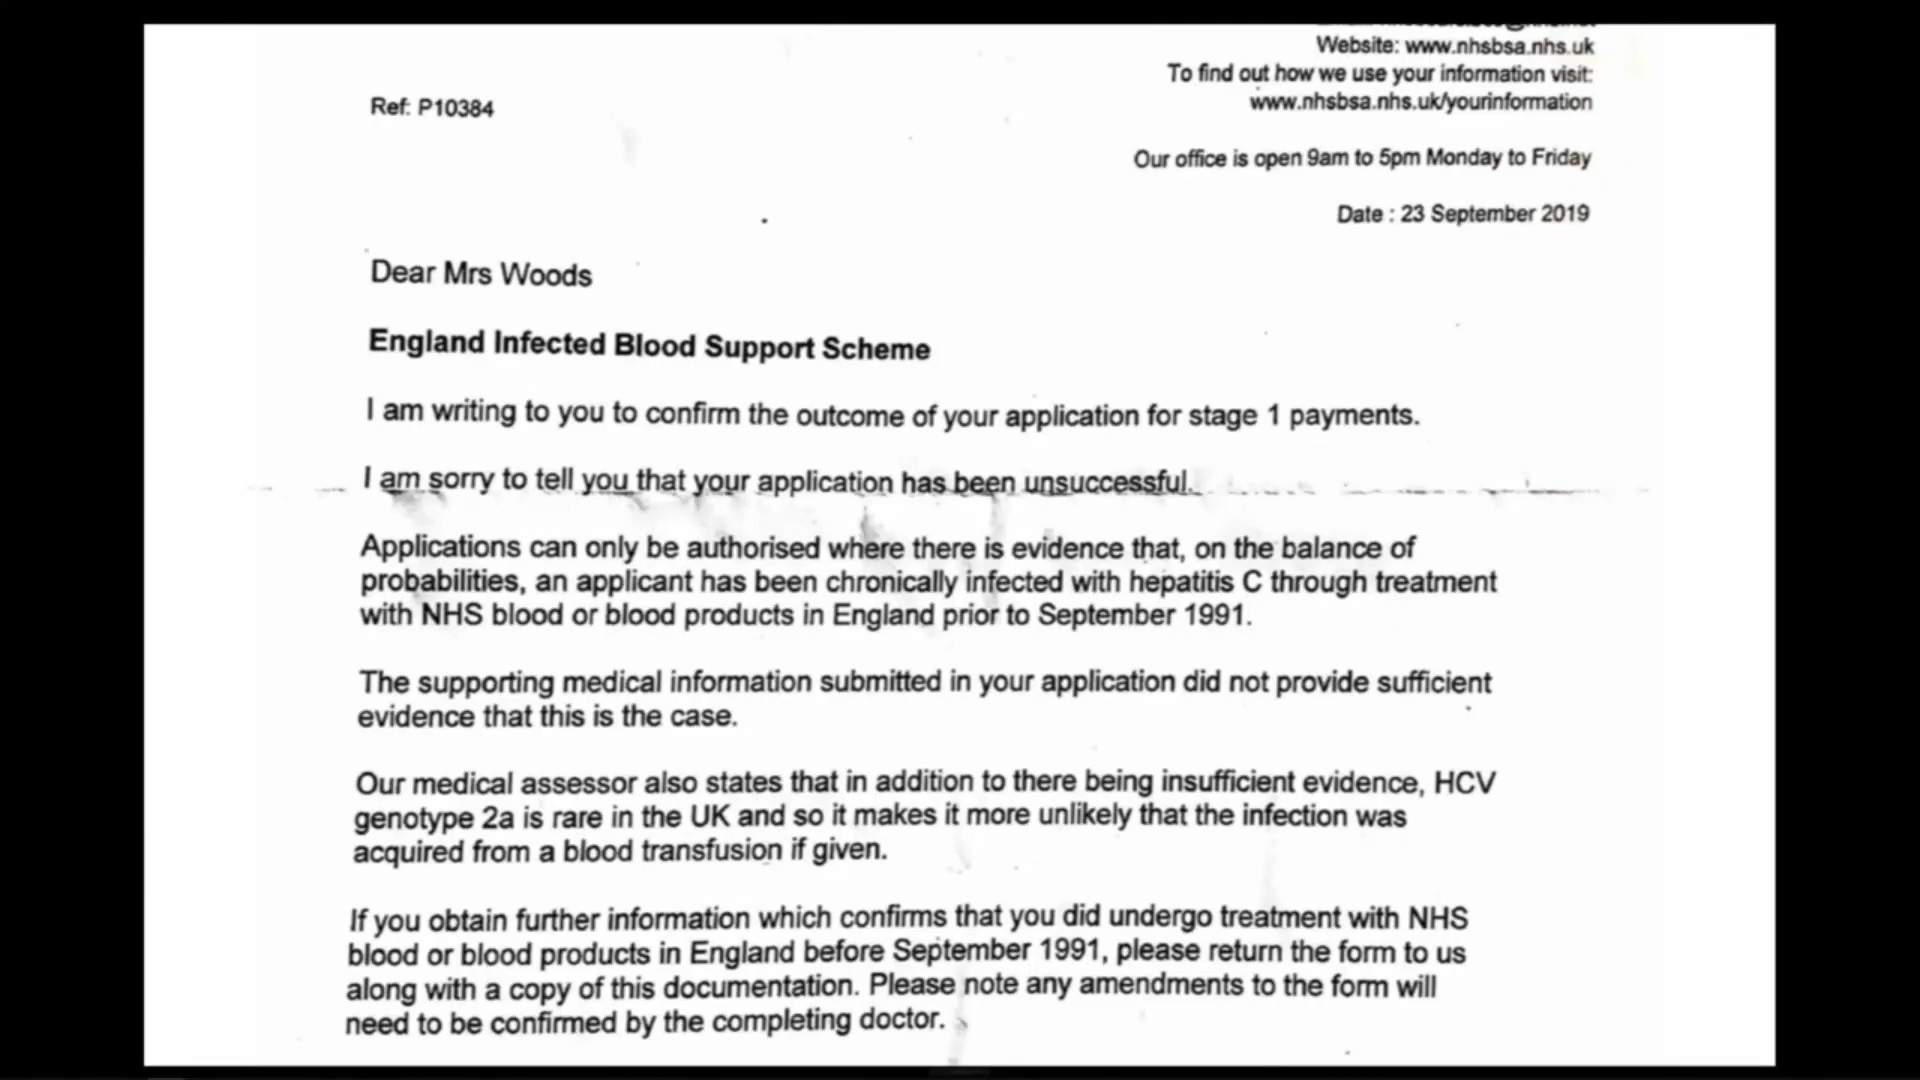 Website: www.nhsbsa.nhs.uk
To find out how we use your information visit:
www.nhsbsa.nhs.uk/yourinformation
Ref: P10384
Our office is open 9am to 5pm Monday to Friday
Date : 23 September 2019
Dear Mrs Woods
England Infected Blood Support Scheme
I am writing to you to confirm the outcome of your application for stage 1 payments.
I am sorry to tell you that your application has been unsuccessful.
Applications can only be authorised where there is evidence that, on the balance of
probabilities, an applicant has been chronically infected with hepatitis C through treatment
with NHS blood or blood products in England prior to September 1991.
The supporting medical information submitted in your application did not provide sufficient
evidence that this is the case.
Our medical assessor also states that in addition to there being insufficient evidence, HCV
genotype 2a is rare in the UK and so it makes it more unlikely that the infection was
acquired from a blood transfusion if given.
If you obtain further information which confirms that you did undergo treatment with NHS
blood or blood products in England before September 1991, please return the form to us
along with a copy of this documentation. Please note any amendments to the form will
need to be confirmed by the completing doctor.